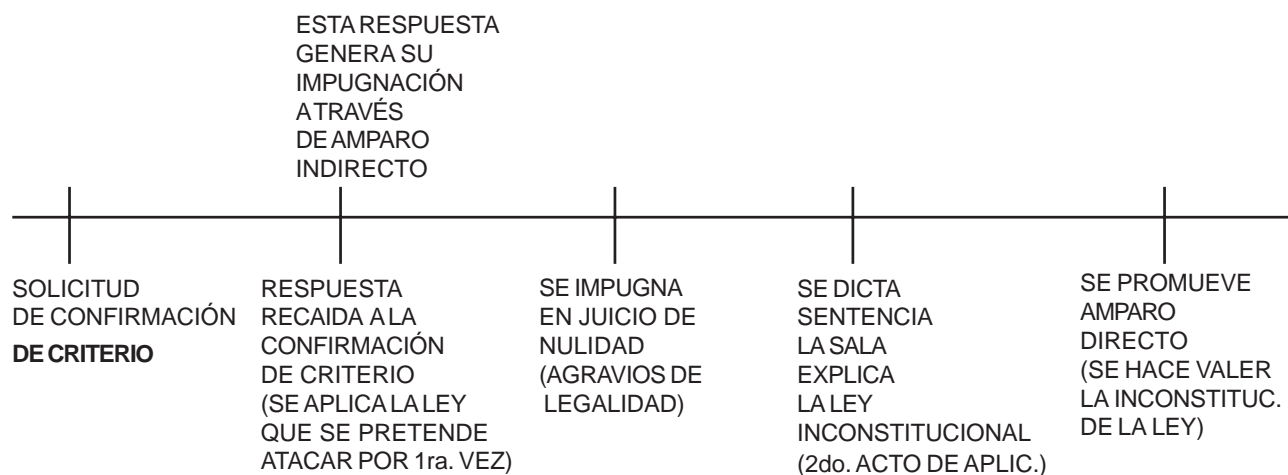 ESTA RESPUESTA
GENERA SU
IMPUGNACIÓN
A TRAVÉS
DE AMPARO
INDIRECTO
SOLICITUD
DE CONFIRMACIÓN
DE CRITERIO
RESPUESTA
RECAIDA A LA
CONFIRMACIÓN
DE CRITERIO
(SE APLICA LA LEY
QUE SE PRETENDE
ATACAR POR 1ra. VEZ)
SE IMPUGNA
EN JUICIO DE
NULIDAD
(AGRAVIOS DE
LEGALIDAD)
SE DICTA
SENTENCIA
LA SALA
EXPLICA
LA LEY
INCONSTITUCIONAL
(2do. ACTO DE APLIC.)
SE PROMUEVE
AMPARO
DIRECTO
(SE HACE VALER
LA INCONSTITUC.
DE LA LEY)